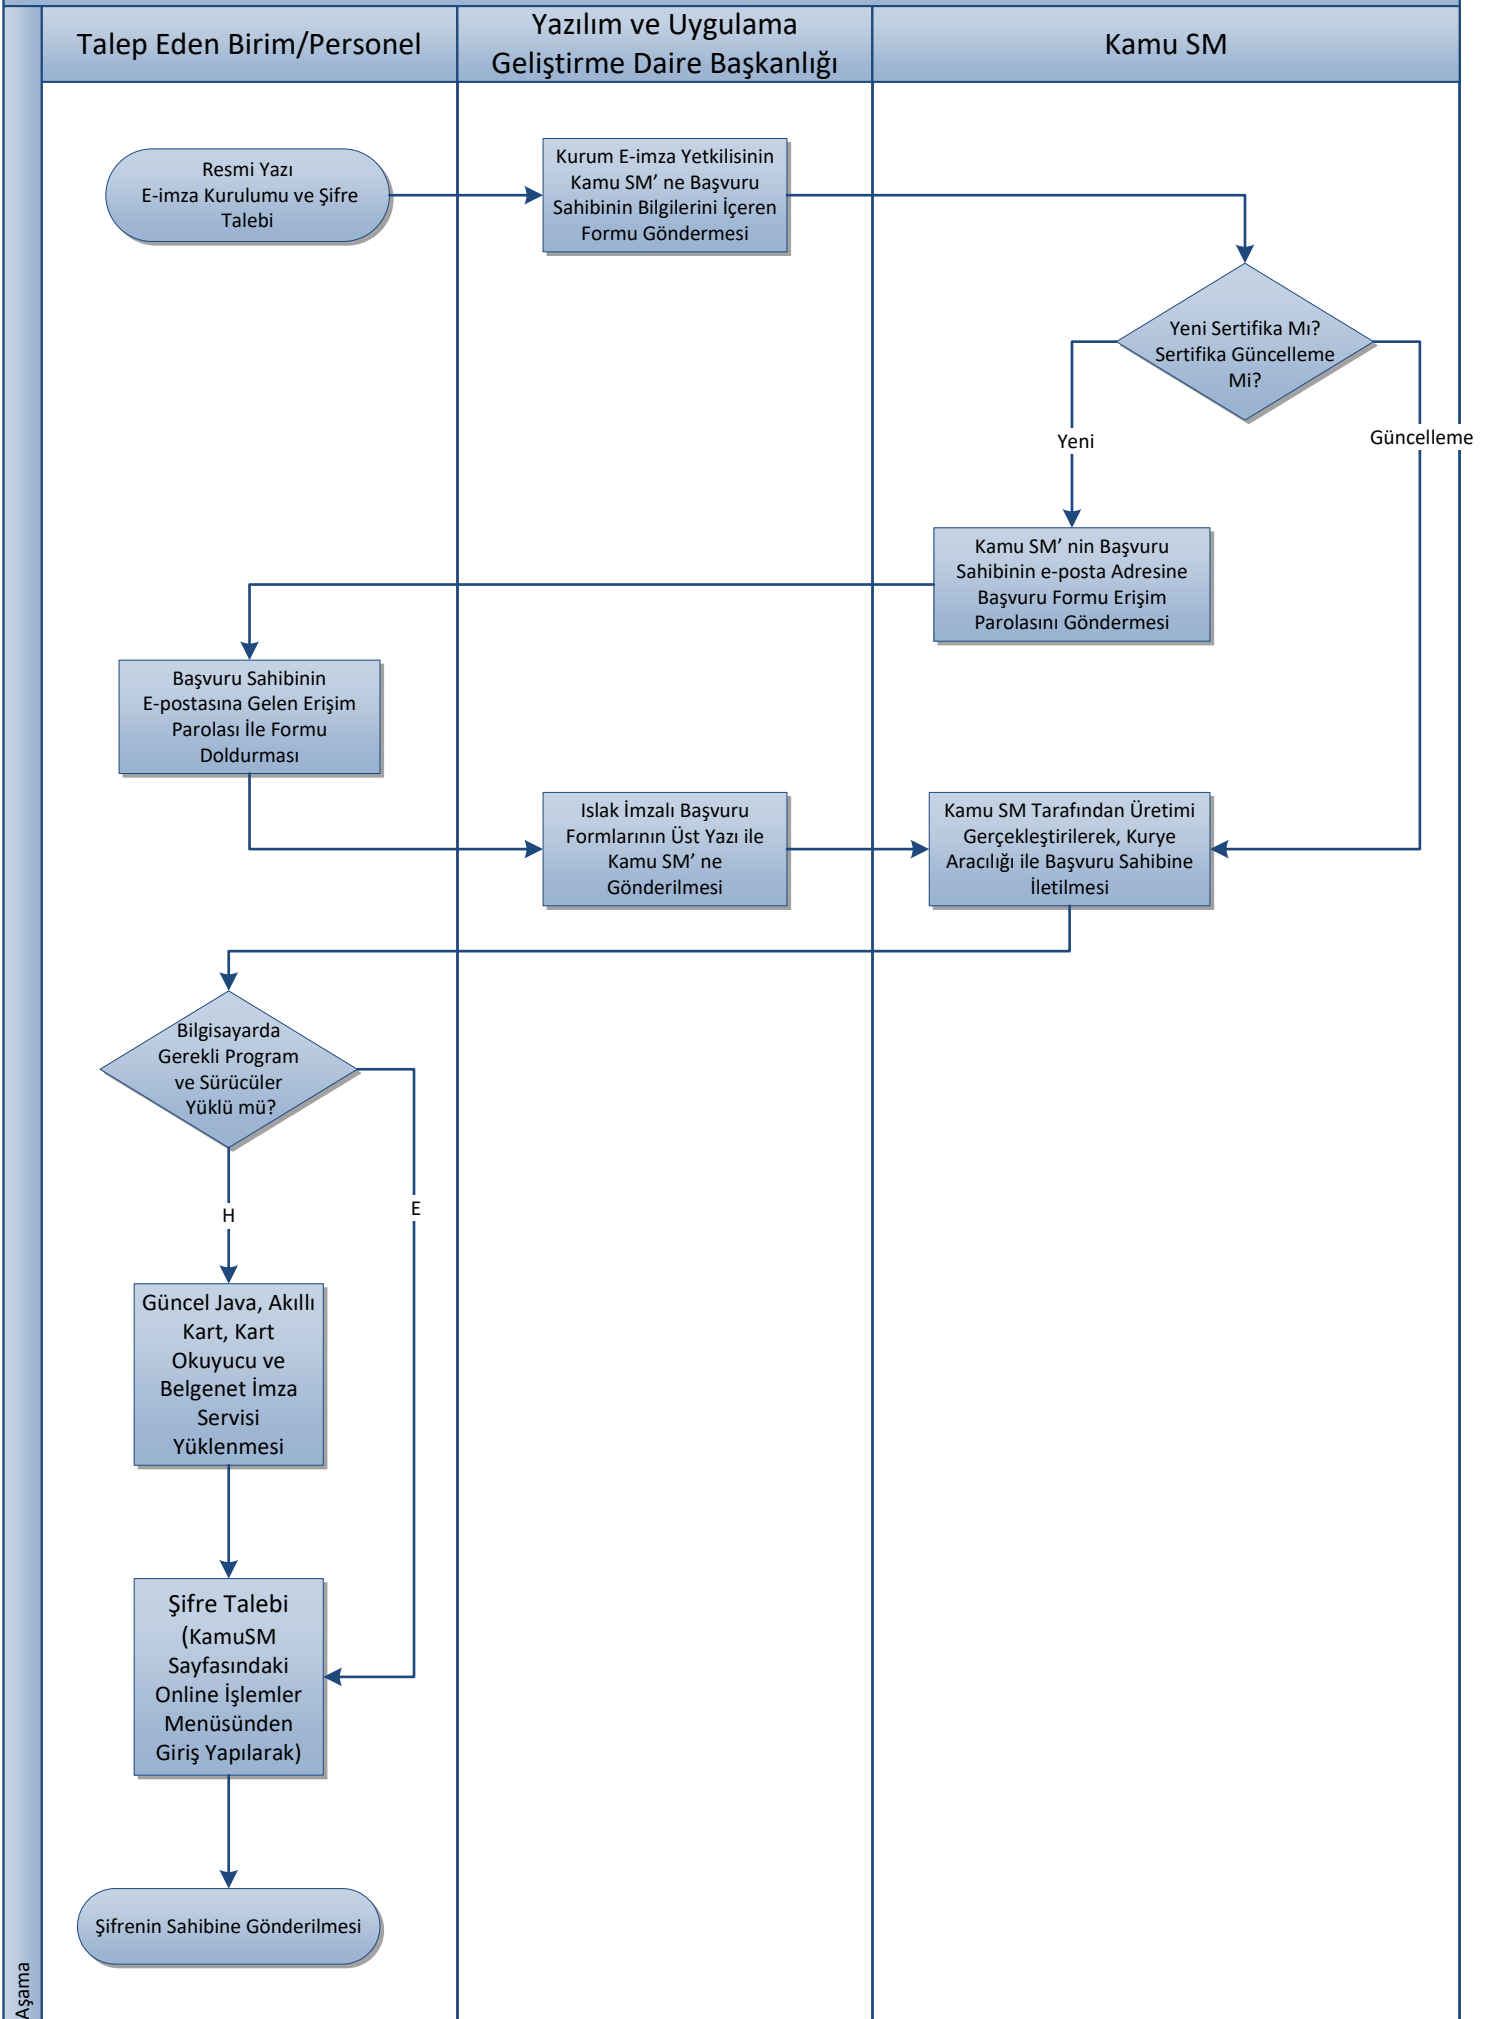 Talep Eden Birim/Personel
Yazılım ve Uygulama
Geliştirme Daire Başkanlığı
Kamu SM
Resmi Yazı
E-imza Kurulumu ve Şifre
Talebi
Kurum E-imza Yetkilisinin
Kamu SM’ ne Başvuru
Sahibinin Bilgilerini İçeren
Formu Göndermesi
Yeni Sertifika Mı?
Sertifika Güncelleme
Mi?
Yeni
Güncelleme
Kamu SM’ nin Başvuru
Sahibinin e-posta Adresine
Başvuru Formu Erişim
Parolasını Göndermesi
Başvuru Sahibinin
E-postasına Gelen Erişim
Parolası İle Formu
Doldurması
Islak İmzalı Başvuru
Formlarının Üst Yazı ile
Kamu SM’ ne
Gönderilmesi
Kamu SM Tarafından Üretimi
Gerçekleştirilerek, Kurye
Aracılığı ile Başvuru Sahibine
İletilmesi
Bilgisayarda
Gerekli Program
ve Sürücüler
Yüklü mü?
H
E
Güncel Java, Akıllı
Kart, Kart
Okuyucu ve
Belgenet İmza
Servisi
Yüklenmesi
Şifre Talebi
(KamuSM
Sayfasındaki
Online İşlemler
Menüsünden
Giriş Yapılarak)
Şifrenin Sahibine Gönderilmesi
Aşama